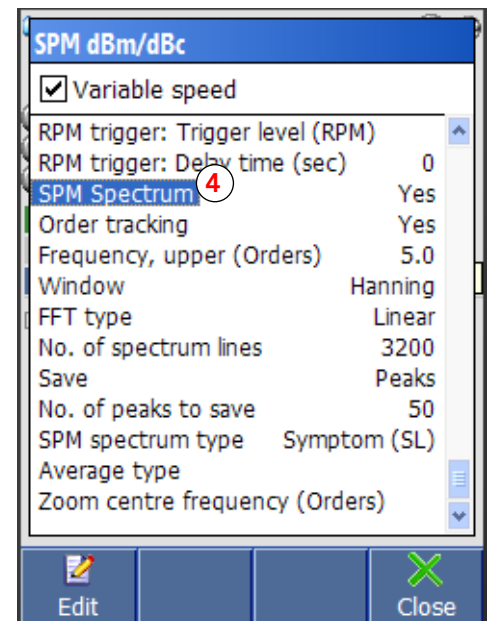 SPM dBm/dBc
Variable speed
RPM trigger: Trigger level (RPM)
RPM trigger: Delay time (sec) 0
SPM Spectrum 4 Yes
Order tracking Yes
Frequency, upper (Orders) 5.0
Window Hanning
FFT type Linear
No. of spectrum lines 3200
Save Peaks
No. of peaks to save 50
SPM spectrum type Symptom (SL)
Average type
Zoom centre frequency (Orders)
Edit Close